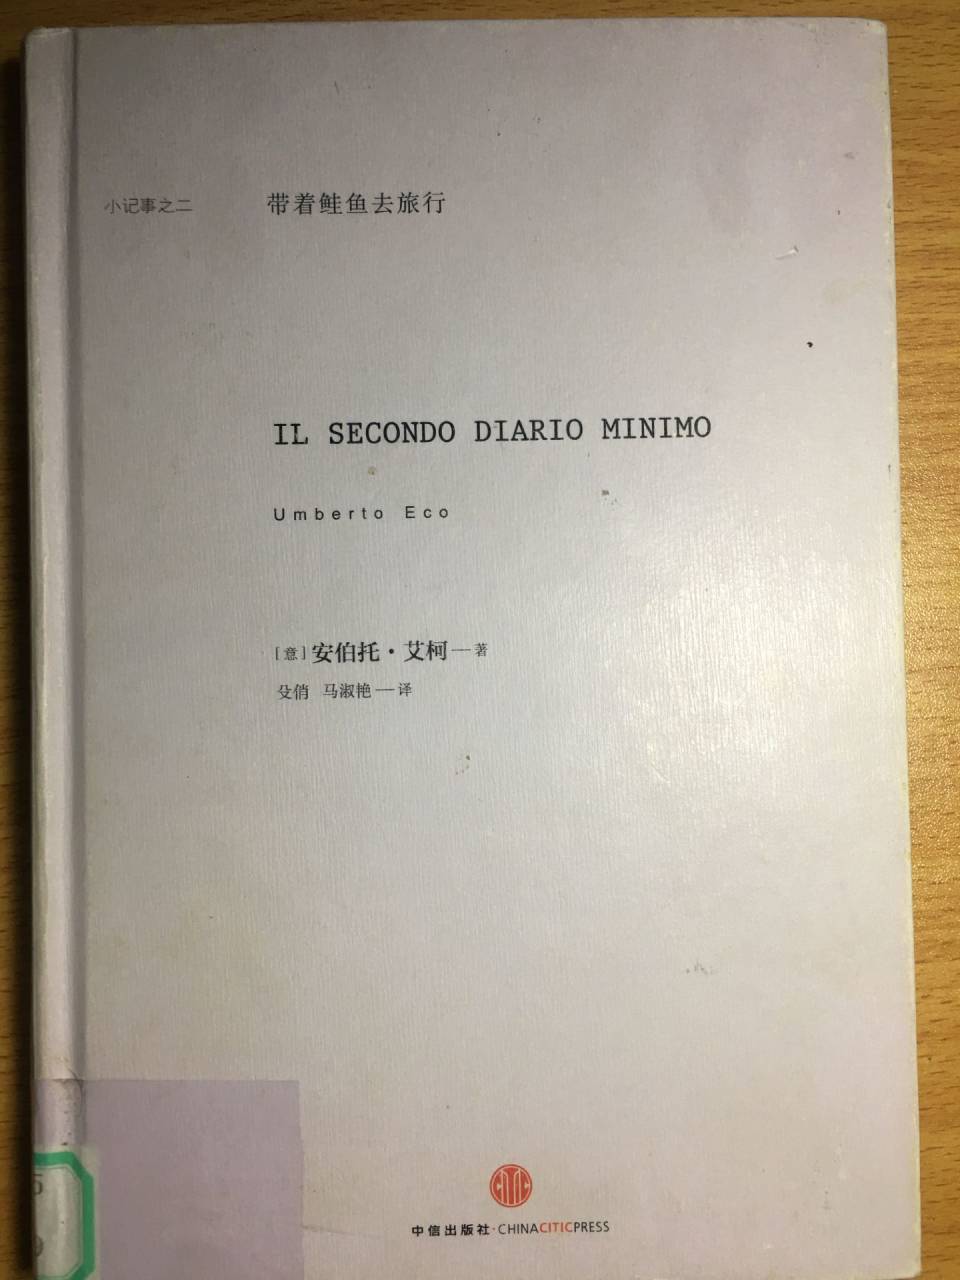 小记事之二 带着鲑鱼去旅行
IL SECONDO DIARIO MINIMO
Umberto Eco
[意]安伯托·艾柯—著
殳俏 马淑艳—译
中信出版社·CHINACITICPRESS